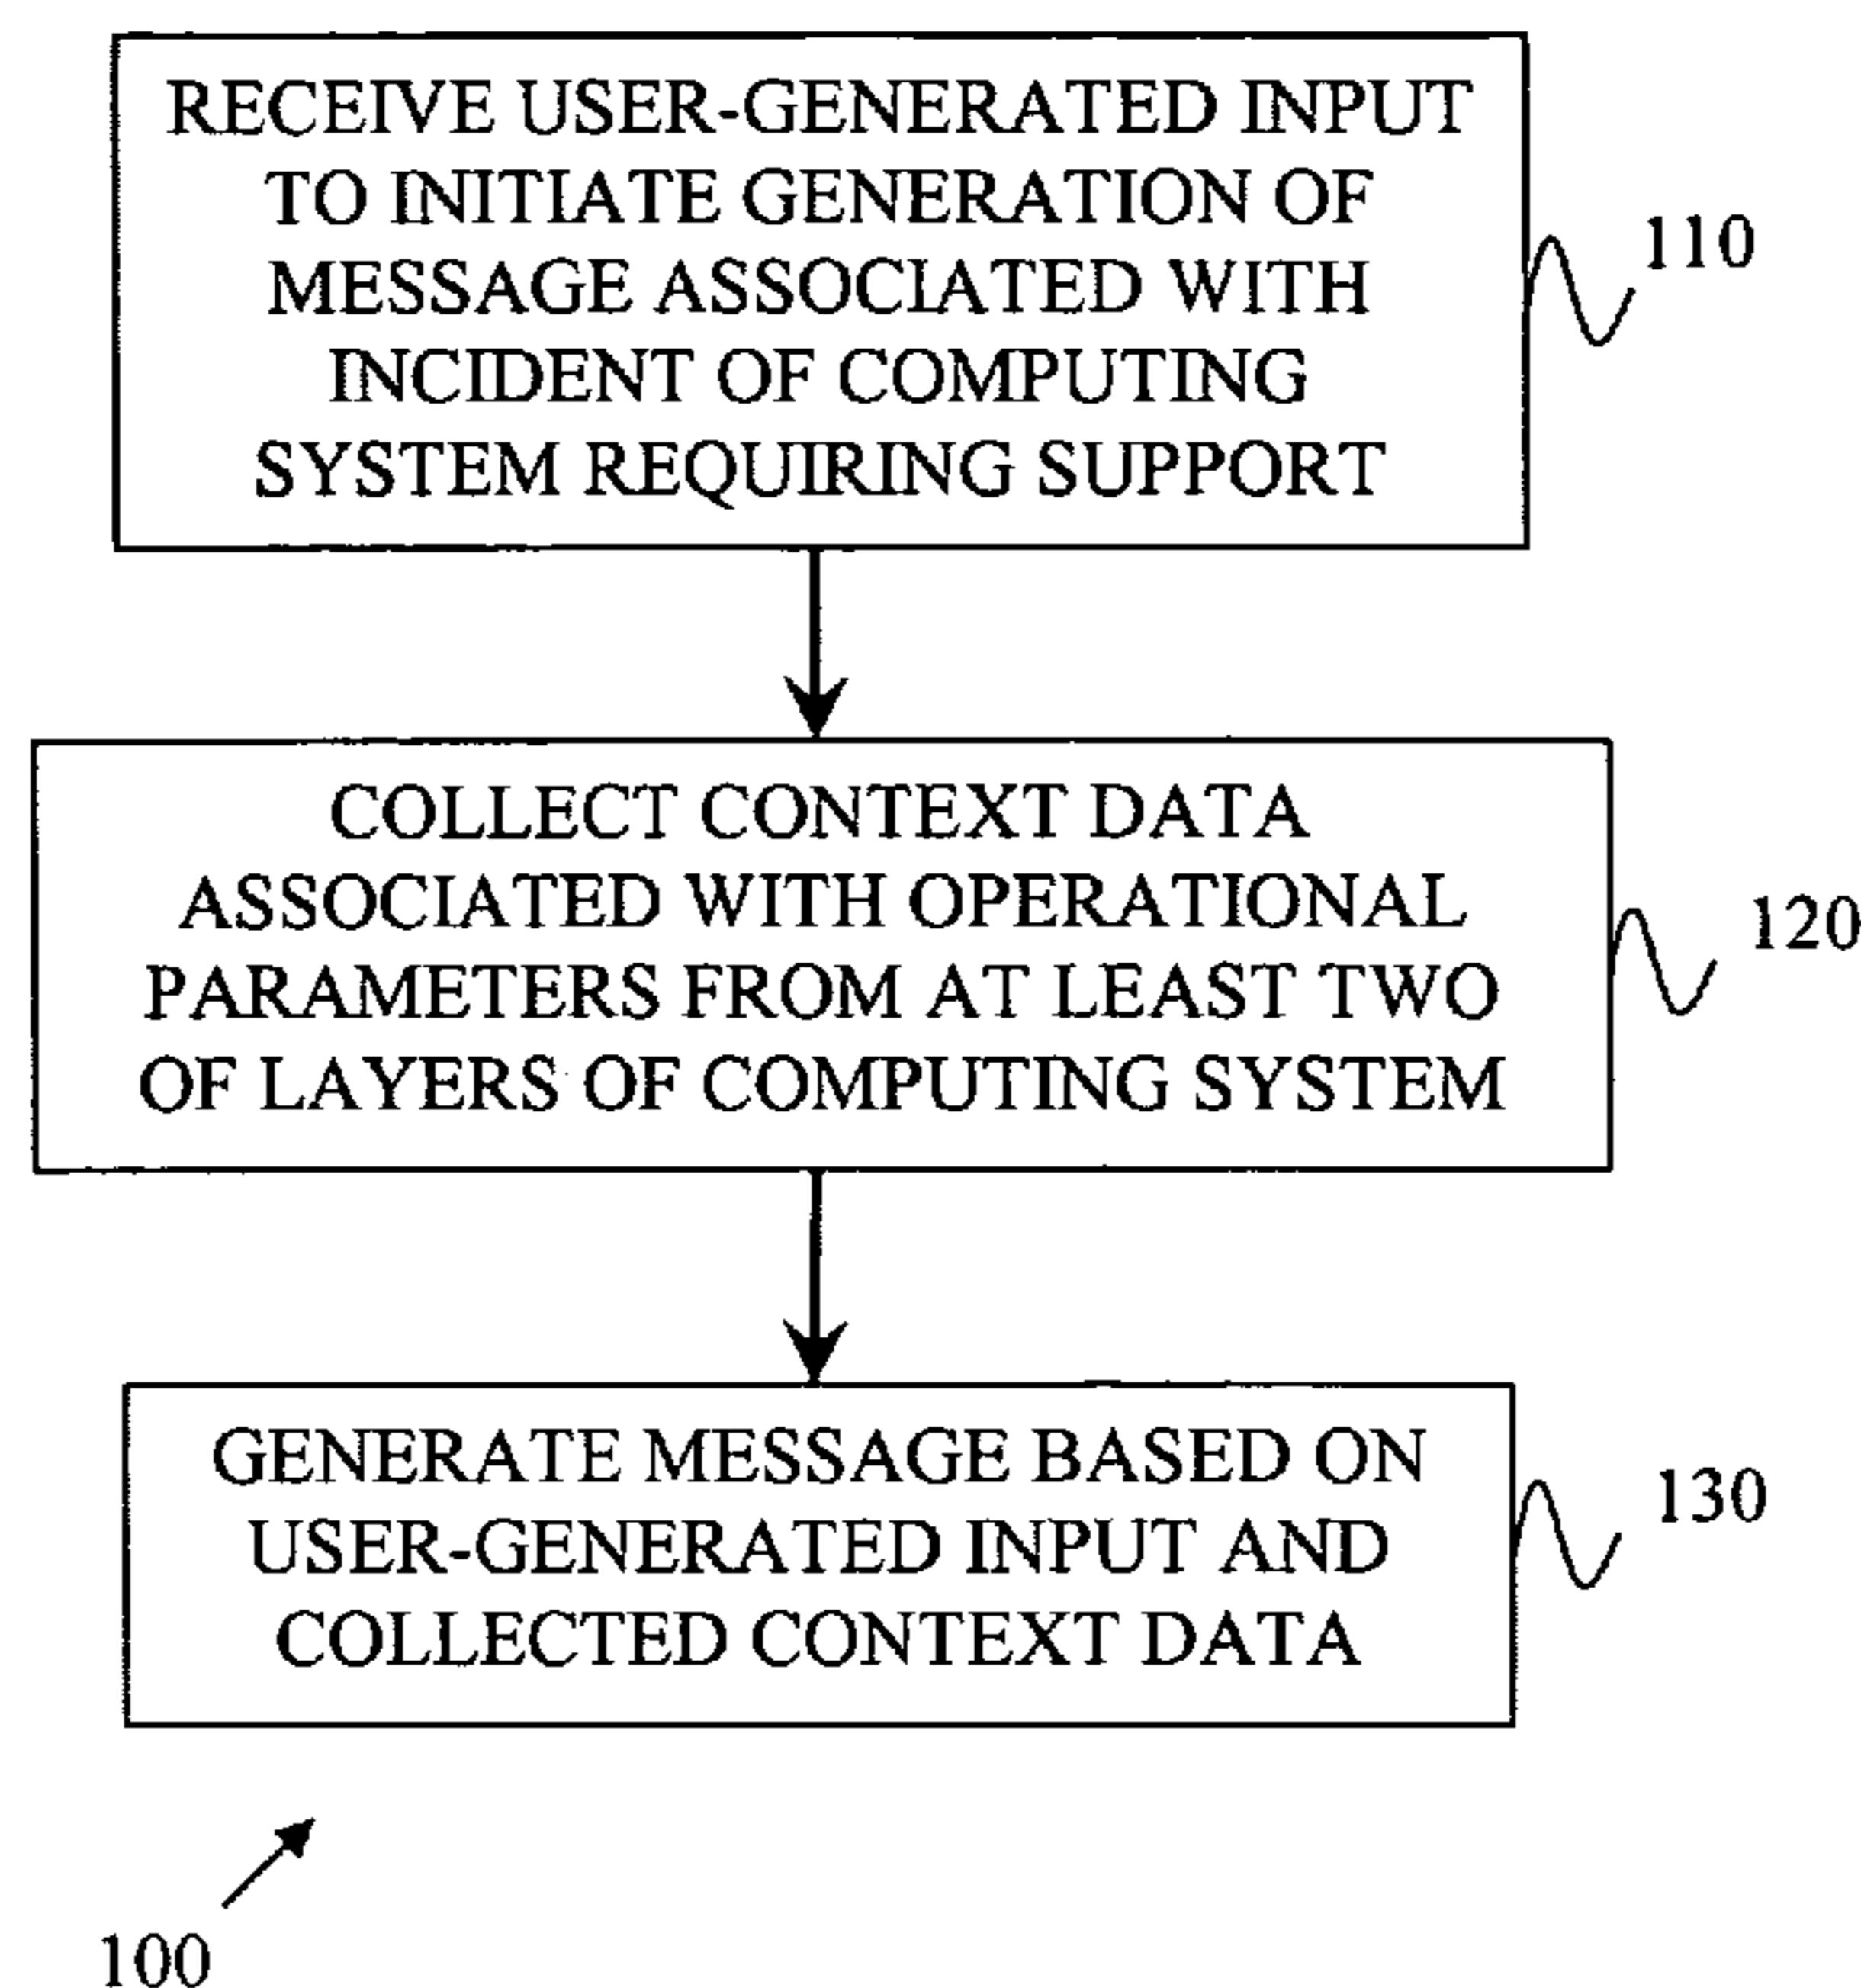 RECEIVE USER-GENERATED INPUT
TO INITIATE GENERATION OF
MESSAGE ASSOCIATED WITH
INCIDENT OF COMPUTING
SYSTEM REQUIRING SUPPORT
110
COLLECT CONTEXT DATA
ASSOCIATED WITH OPERATIONAL
PARAMETERS FROM AT LEAST TWO
OF LAYERS OF COMPUTING SYSTEM
120
GENERATE MESSAGE BASED ON
USER-GENERATED INPUT AND
COLLECTED CONTEXT DATA
130
100